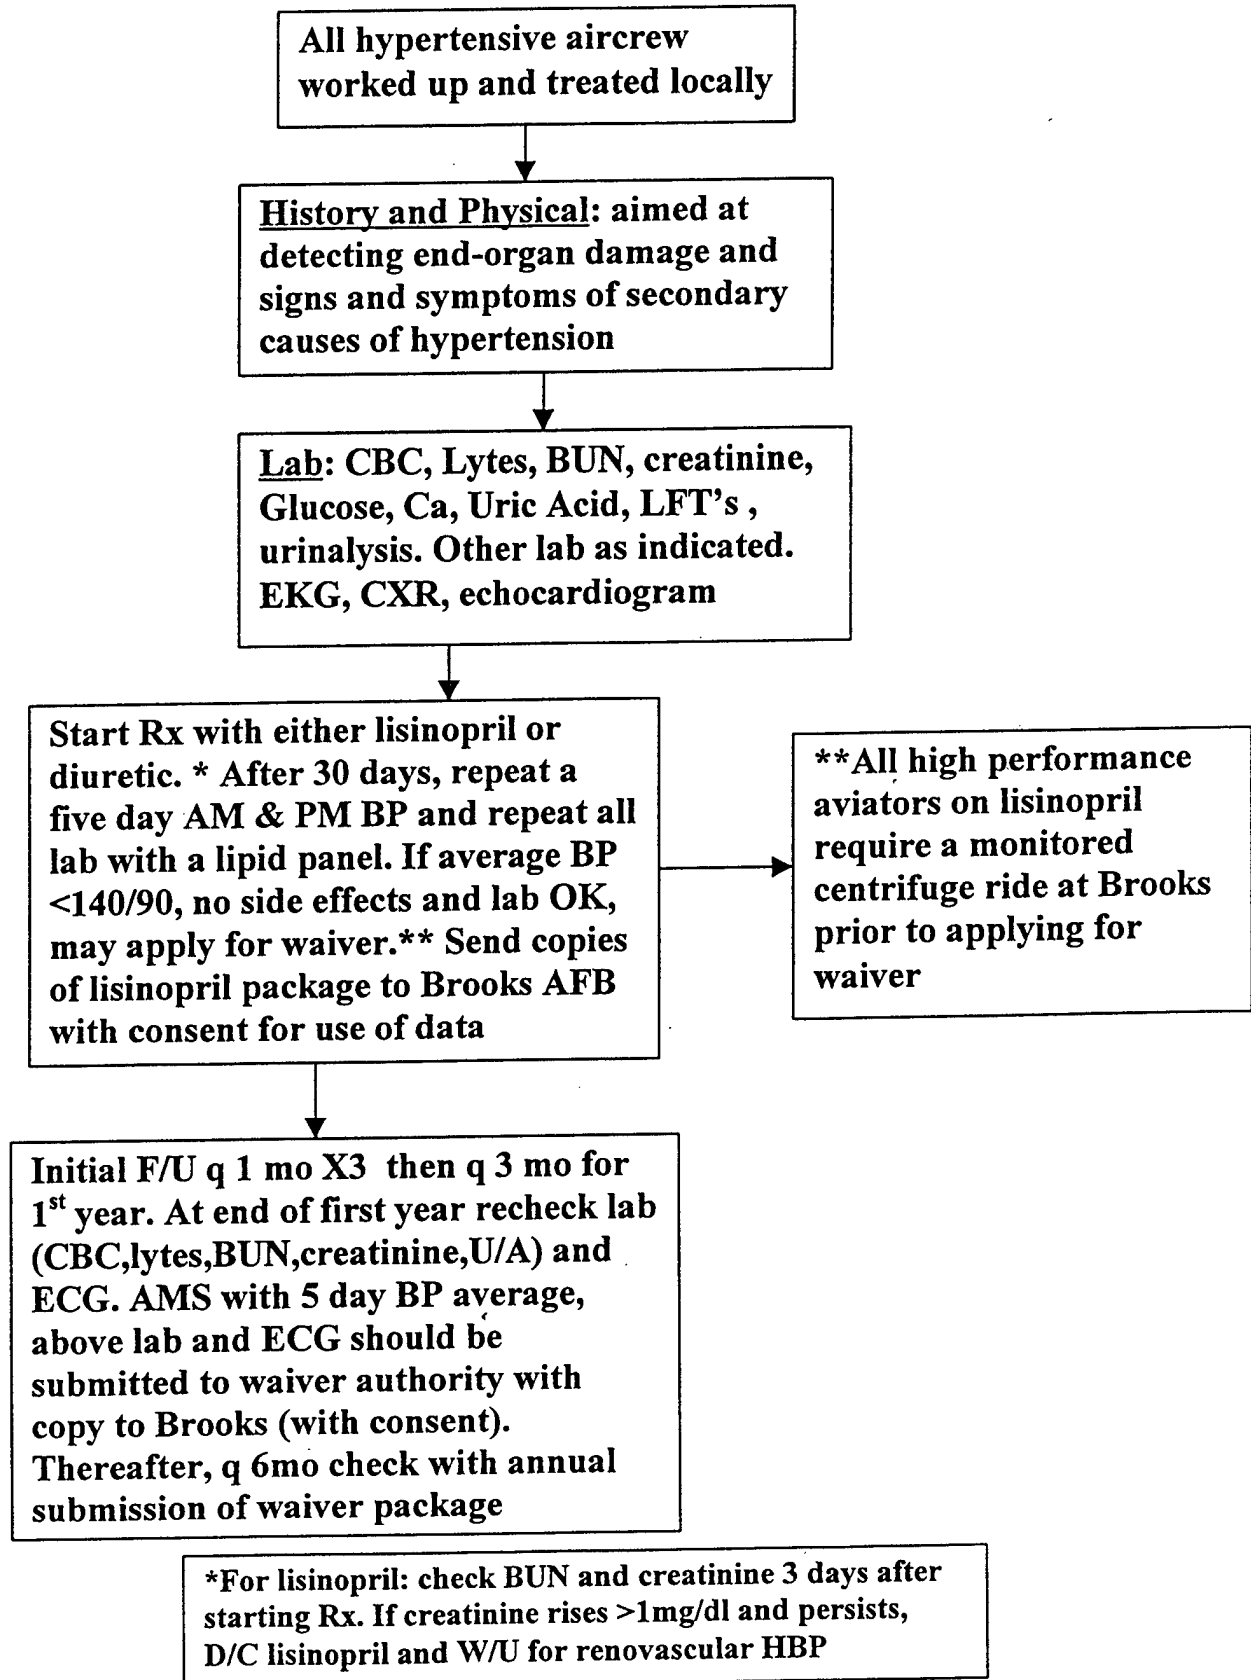 All hypertensive aircrew
worked up and treated locally
History and Physical: aimed at
detecting end-organ damage and
signs and symptoms of secondary
causes of hypertension
Lab: CBC, Lytes, BUN, creatinine,
Glucose, Ca, Uric Acid, LFT's ,
urinalysis. Other lab as indicated.
EKG, CXR, echocardiogram
Start Rx with either lisinopril or
diuretic. * After 30 days, repeat a
five day AM & PM BP and repeat all
lab with a lipid panel. If average BP
<140/90, no side effects and lab OK,
may apply for waiver.** Send copies
of lisinopril package to Brooks AFB
with consent for use of data
**All high performance
aviators on lisinopril
require a monitored
centrifuge ride at Brooks
prior to applying for
waiver
Initial F/U q 1 mo X3 then q 3 mo for
1st year. At end of first year recheck lab
(CBC,lytes,BUN,creatinine,U/A) and
ECG. AMS with 5 day BP average,
above lab and ECG should be
submitted to waiver authority with
copy to Brooks (with consent).
Thereafter, q 6mo check with annual
submission of waiver package
*For lisinopril: check BUN and creatinine 3 days after
starting Rx. If creatinine rises >1mg/dl and persists,
D/C lisinopril and W/U for renovascular HBP